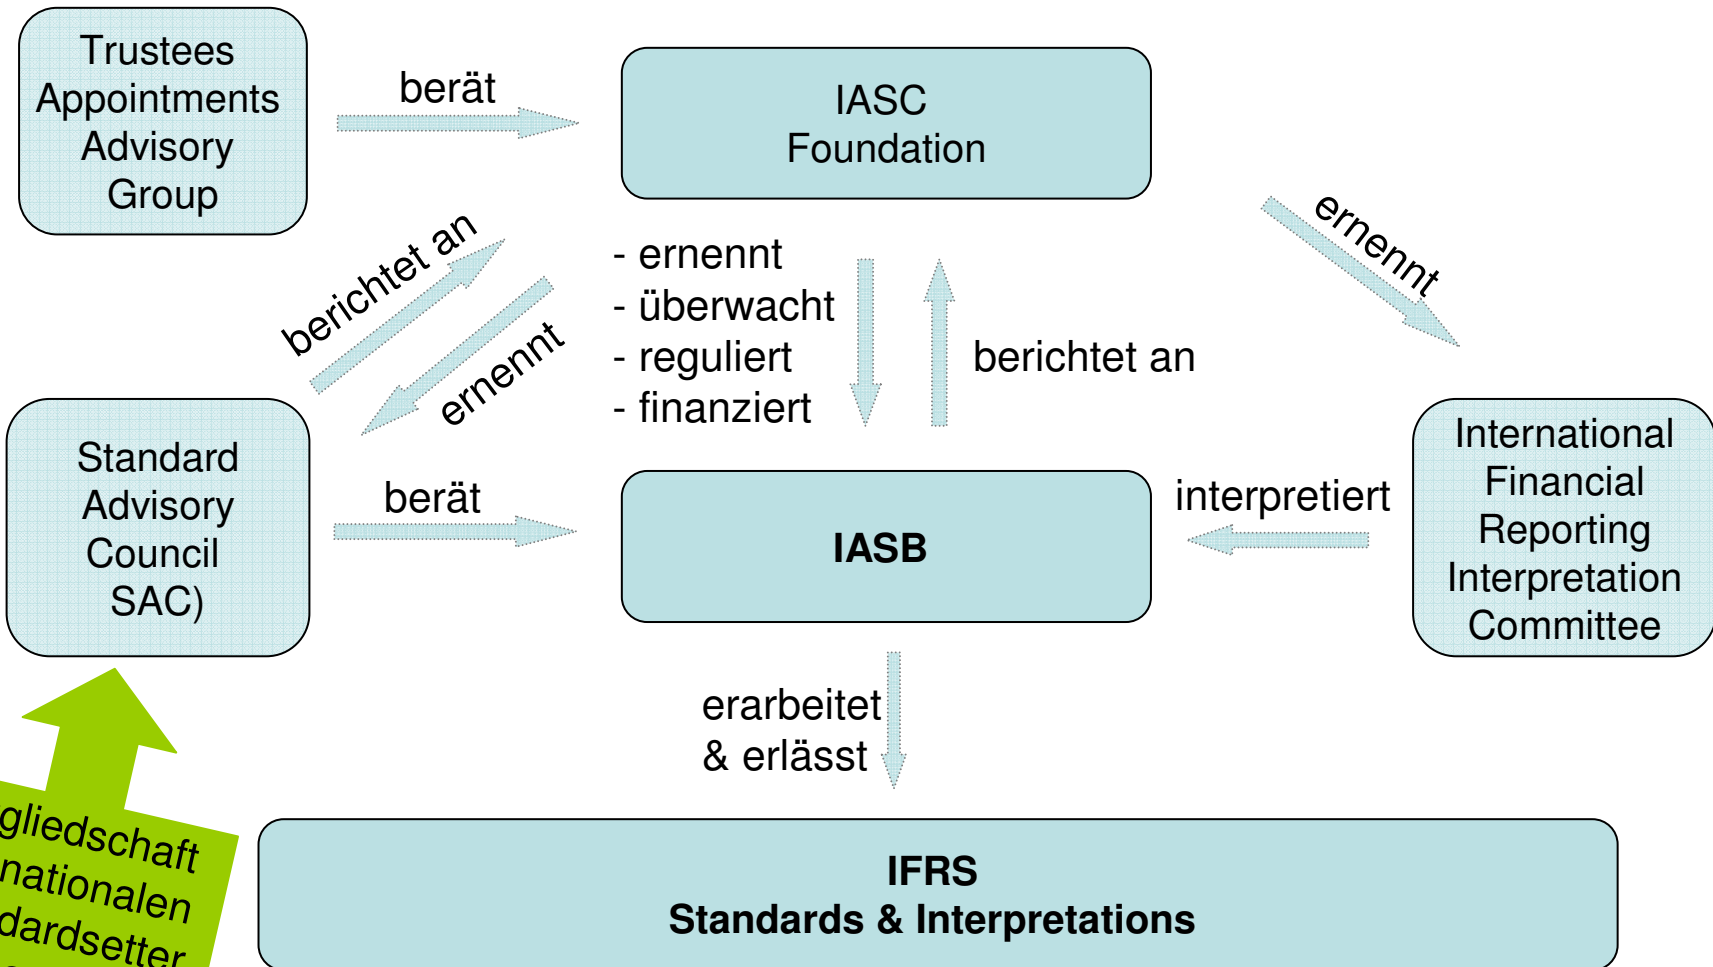 Trustees
Appointments
Advisory
Group
berät
IASC
Foundation
berichtet an
ernennt
- ernennt
- überwacht
- reguliert
- finanziert
berichtet an
ernennt
Standard
Advisory
Council
SAC)
berät
IASB
interpretiert
International
Financial
Reporting
Interpretation
Committee
erarbeitet
& erlässt
gliedschaft
nationalen
dardsetter
IFRS
Standards & Interpretations